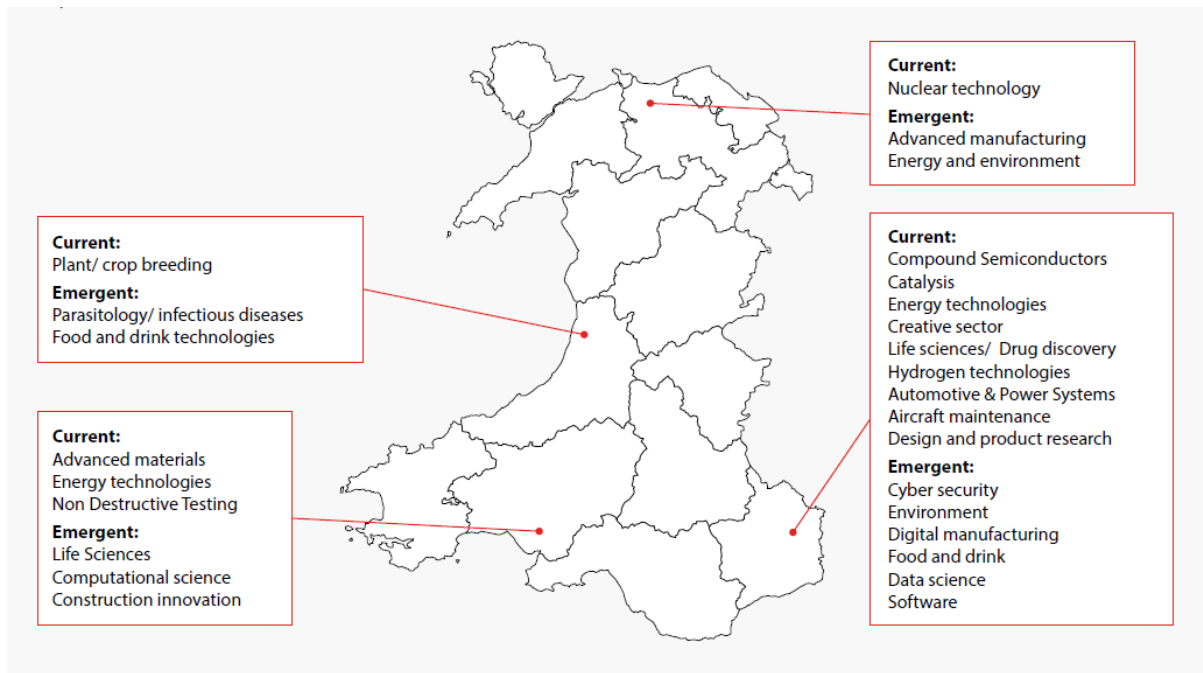 Current:
Nuclear technology
Emergent:
Advanced manufacturing
Energy and environment
Current:
Plant/ crop breeding
Emergent:
Parasitology/ infectious diseases
Food and drink technologies
Current:
Compound Semiconductors
Catalysis
Energy technologies
Creative sector
Life sciences/ Drug discovery
Hydrogen technologies
Automotive & Power Systems
Aircraft maintenance
Design and product research
Emergent:
Cyber security
Environment
Digital manufacturing
Food and drink
Data science
Software
Current:
Advanced materials
Energy technologies
Non Destructive Testing
Emergent:
Life Sciences
Computational science
Construction innovation